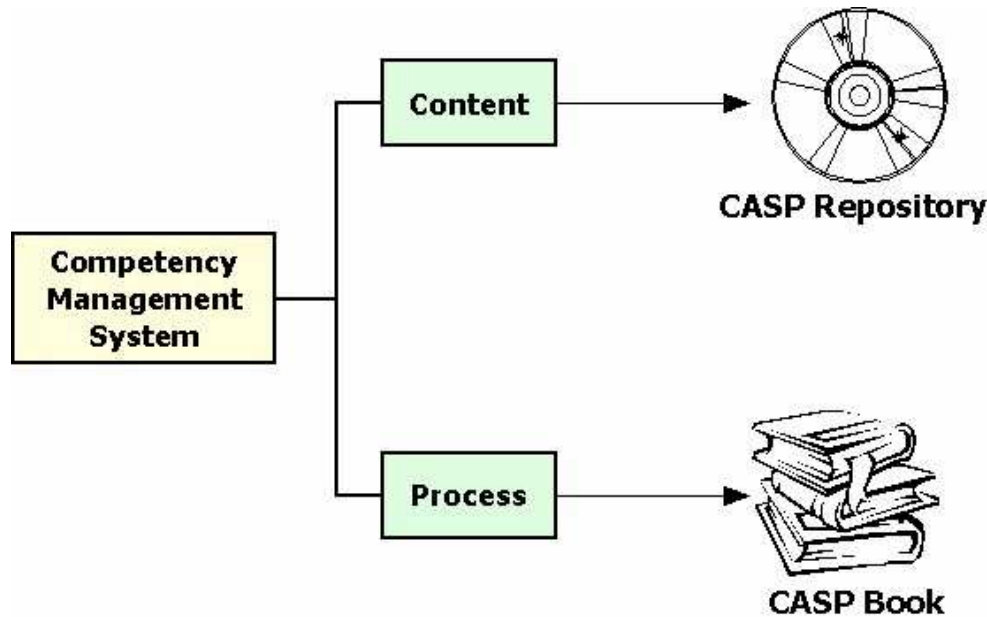 Content
CASP Repository
Competency
Management
System
Process
CASP Book